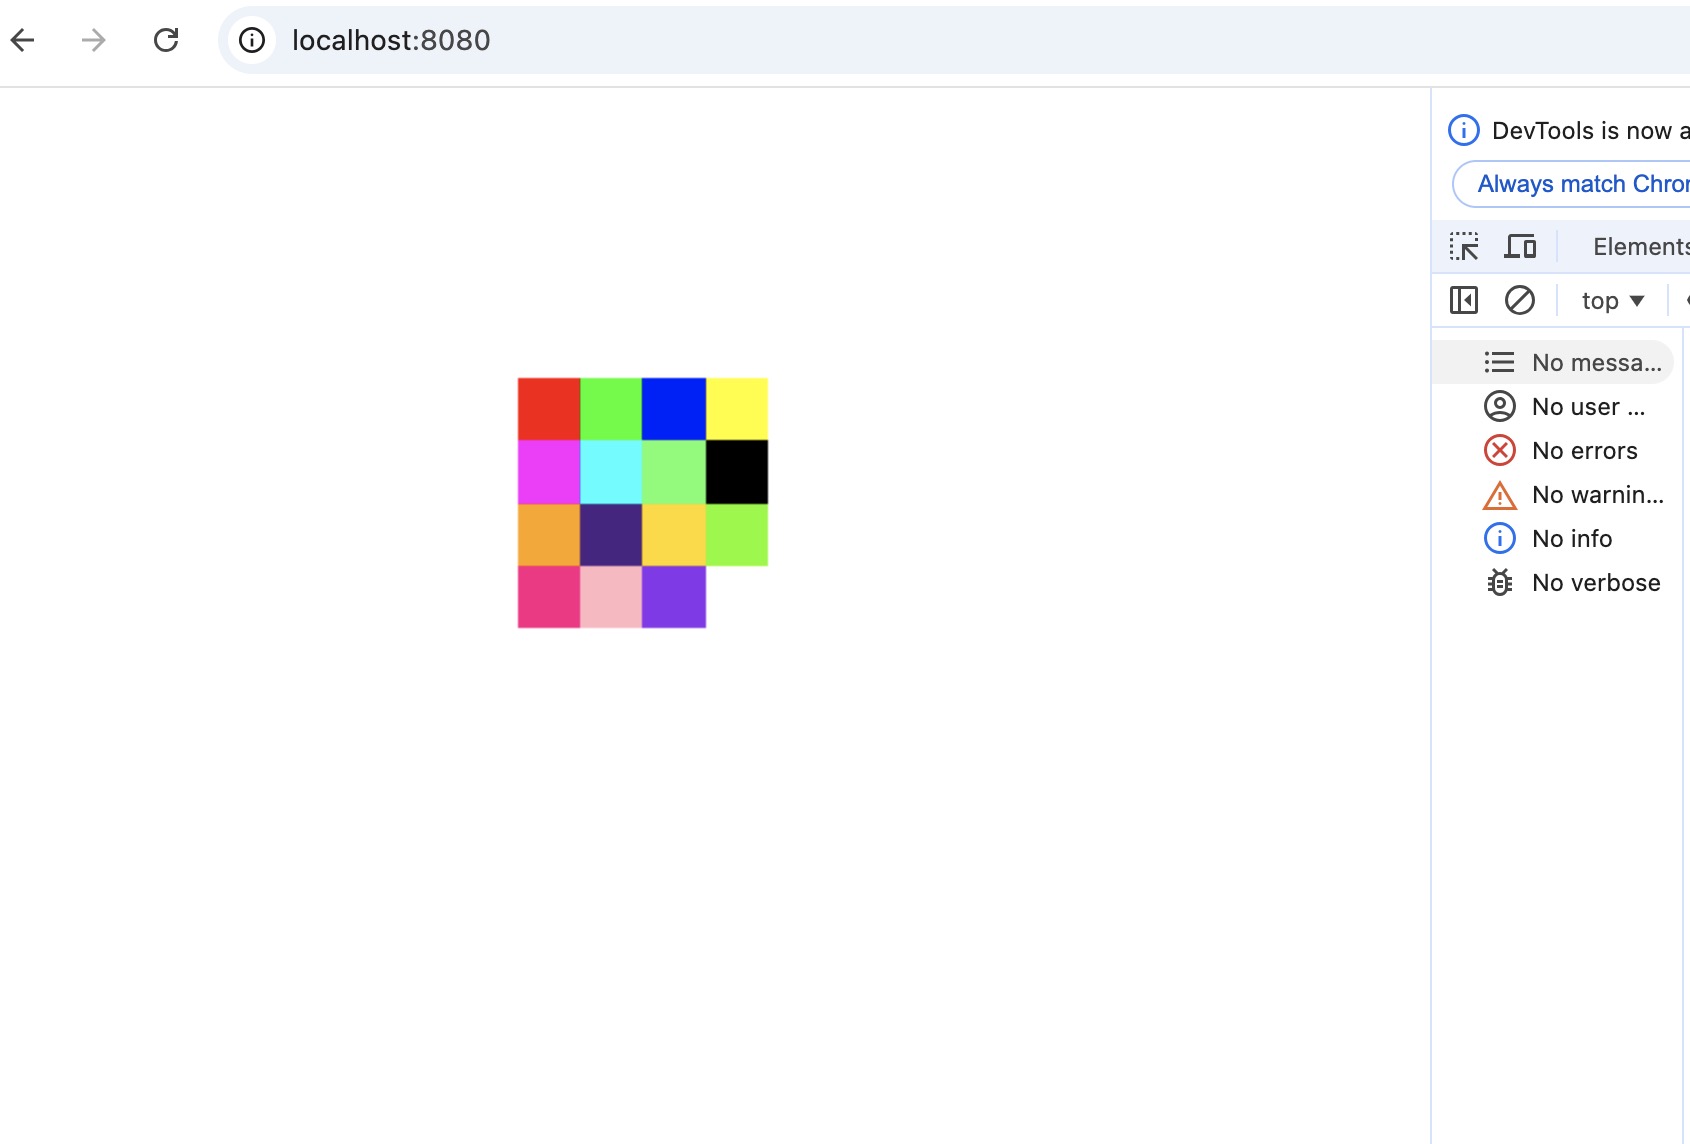 localhost:8080
DevTools is now a
Always match Chror
Elements
top
No messa...
No user ...
No errors
No warnin...
No info
No verbose